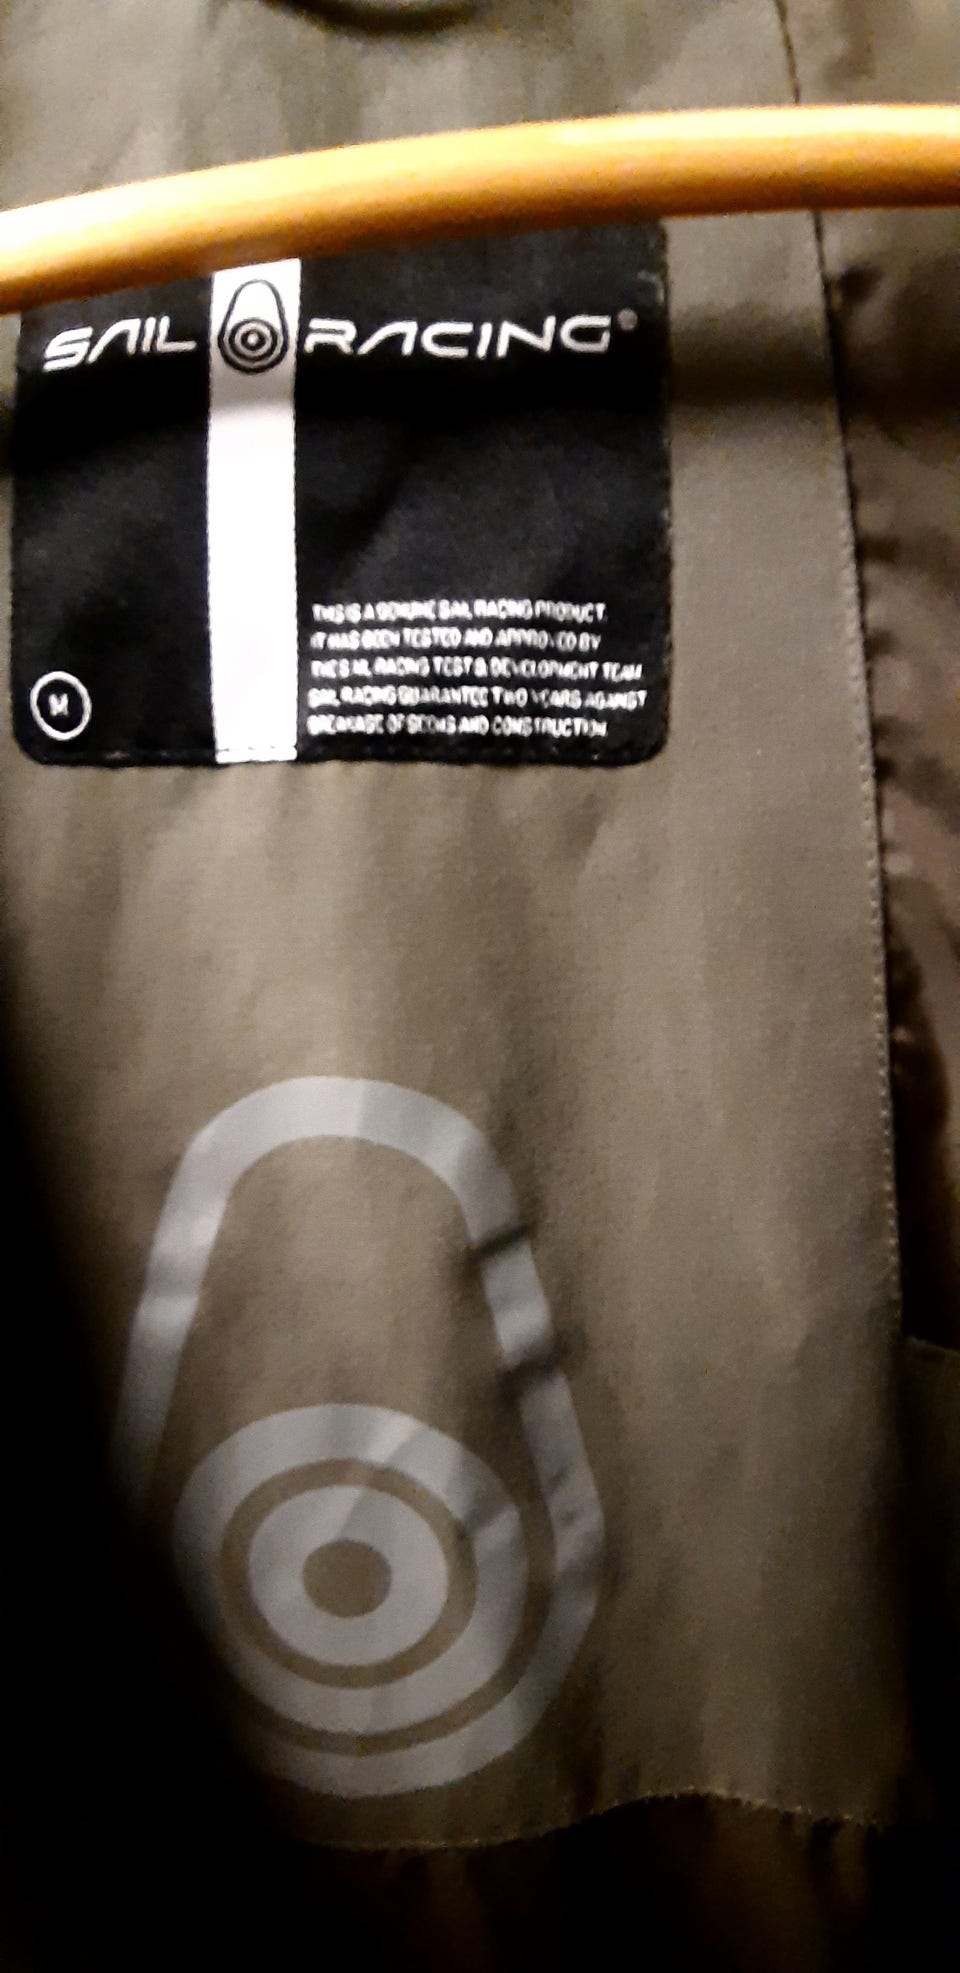 SAIL RACING®
THIS IS A GENUINE SAIL RACING PRODUCT.
IT HAS BEEN TESTED AND APPROVED BY
THE SAIL RACING TEST & DEVELOPMENT TEAM.
SAIL RACING GUARANTEE TWO YEARS AGAINST
BREAKAGE OF SEEMS AND CONSTRUCTION.
M